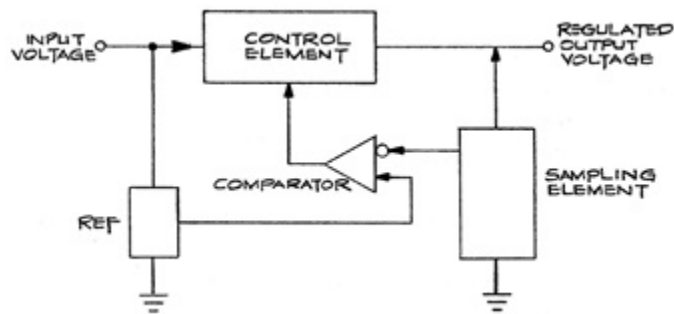 INPUT
VOLTAGE
CONTROL
ELEMENT
REGULATED
OUTPUT
VOLTAGE
COMPARATOR
SAMPLING
ELEMENT
REF